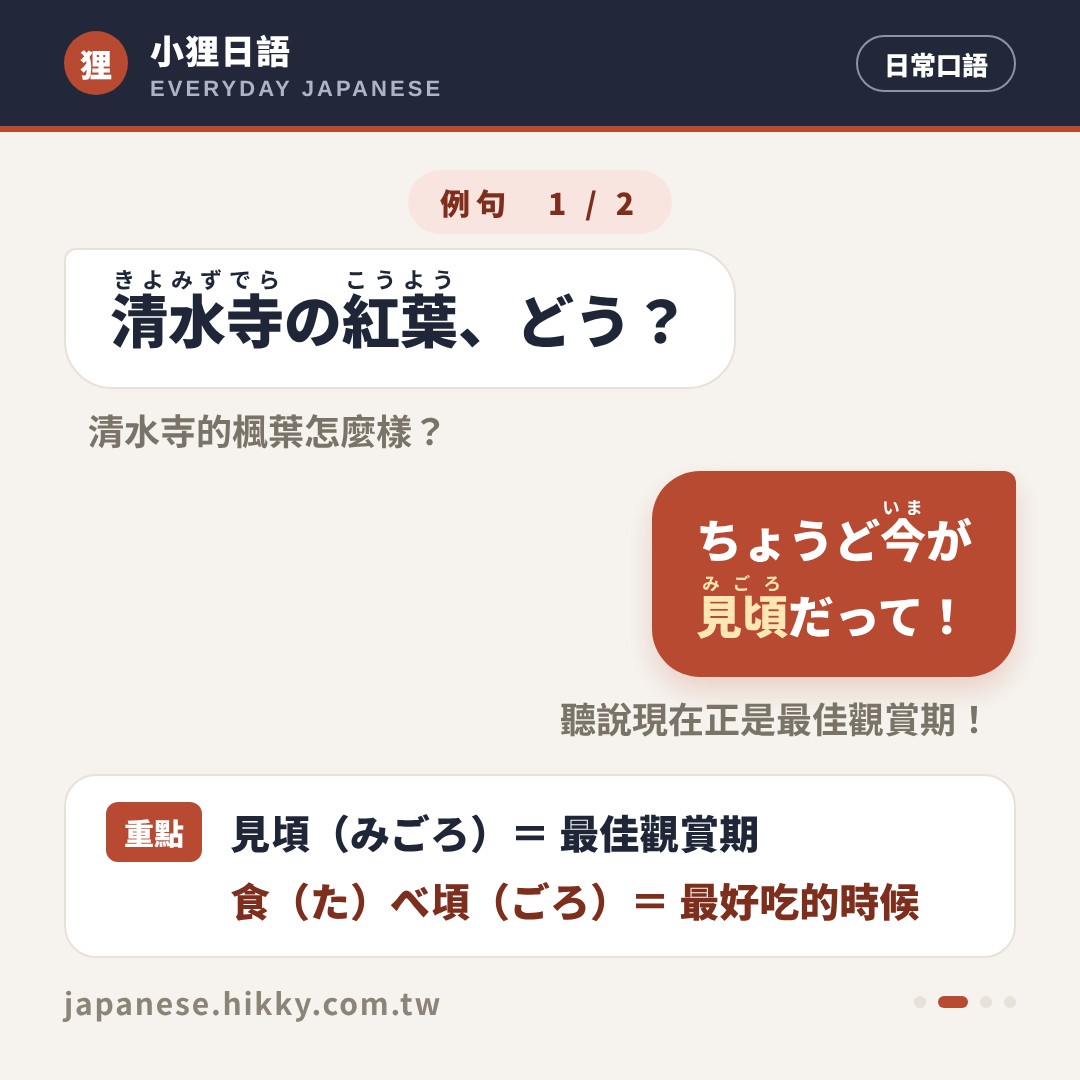 狸
小狸日語
EVERYDAY JAPANESE
日常口語
例句 1 / 2
きよみずでら こうよう
清水寺の紅葉、どう？
清水寺的楓葉怎麼樣？
いま
ちょうど今が
みごろ
見頃だって！
聽說現在正是最佳觀賞期！
重點
見頃（みごろ）＝ 最佳觀賞期
食（た）べ頃（ごろ）＝ 最好吃的時候
japanese.hikky.com.tw